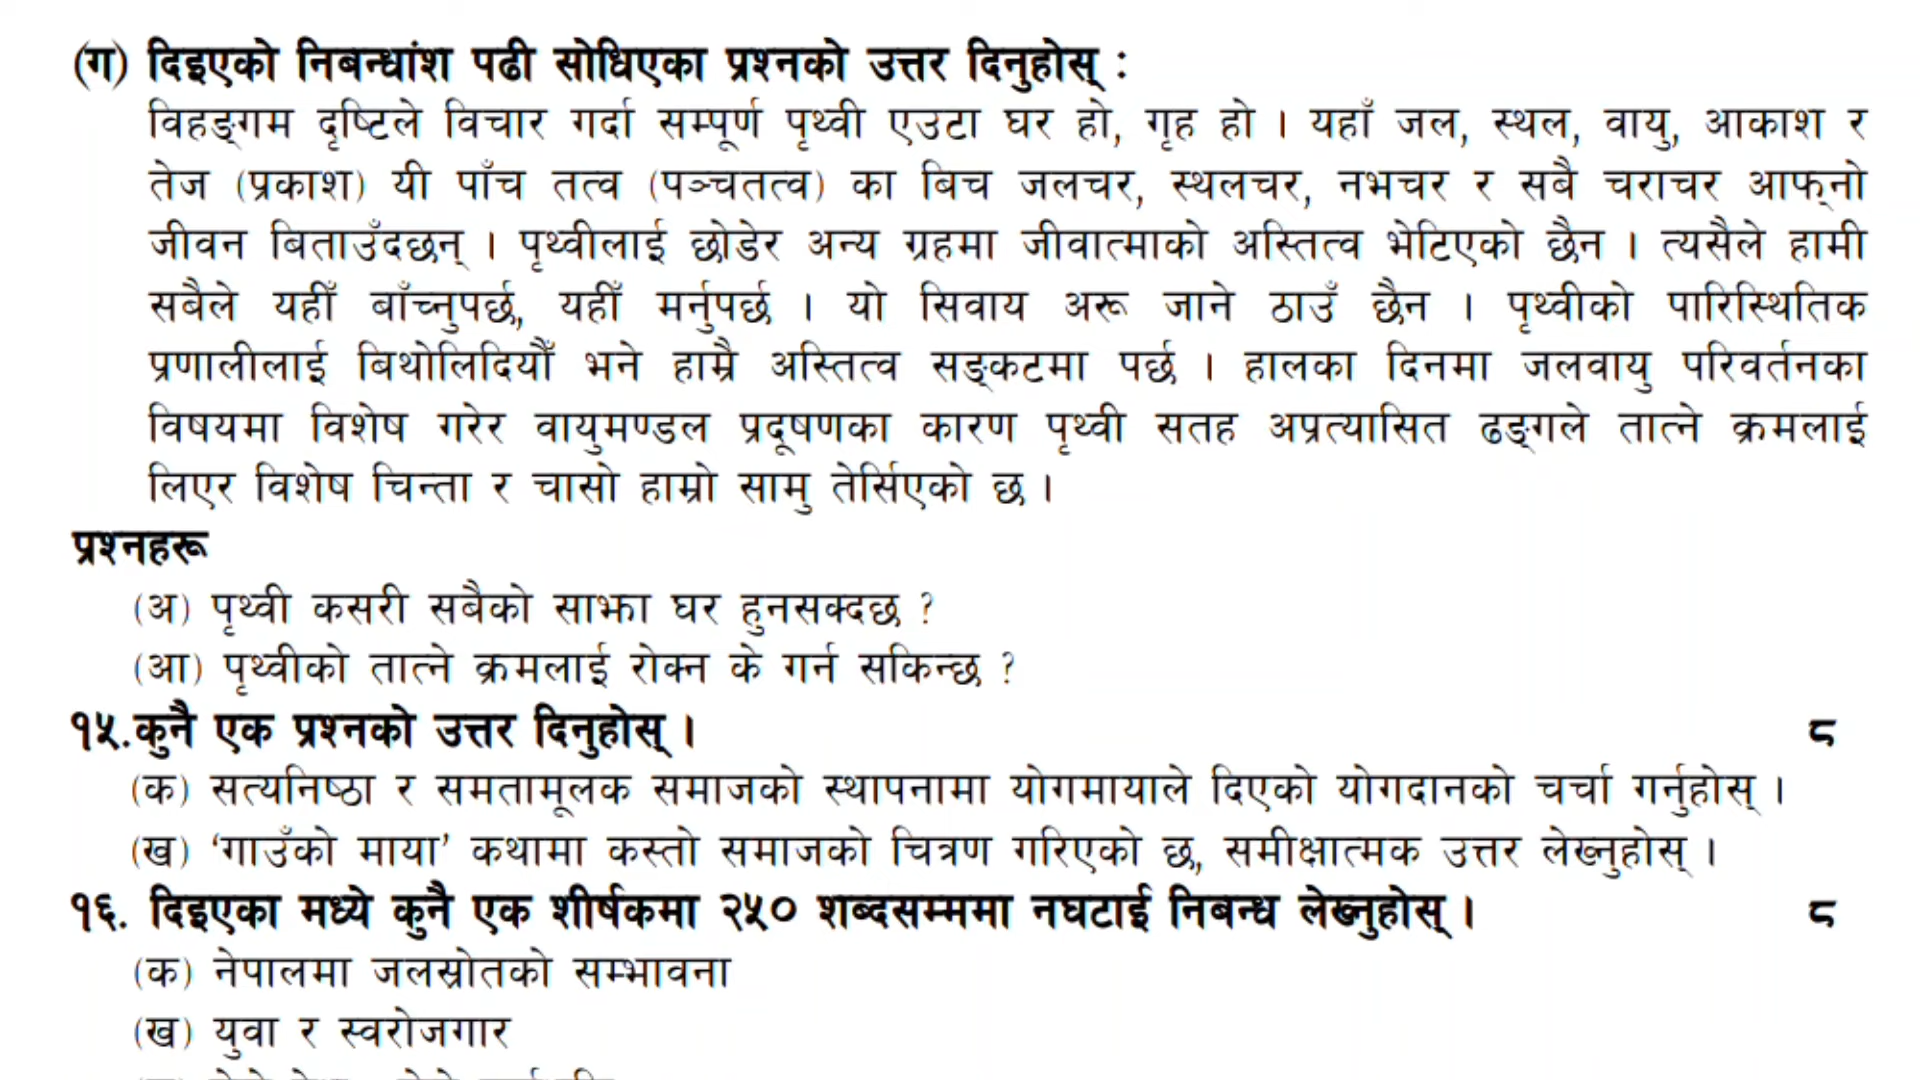 (ग) दिइएको निबन्धांश पढी सोधिएका प्रश्नको उत्तर दिनुहोस् :
विहङ्गम दृष्टिले विचार गर्दा सम्पूर्ण पृथ्वी एउटा घर हो, गृह हो । यहाँ जल, स्थल, वायु, आकाश र
तेज (प्रकाश) यी पाँच तत्व (पञ्चतत्व) का बिच जलचर, स्थलचर, नभचर र सबै चराचर आफ्‌नो
जीवन बिताउँदछन् । पृथ्वीलाई छोडेर अन्य ग्रहमा जीवात्माको अस्तित्व भेटिएको छैन । त्यसैले हामी
सबैले यहीँ बाँच्नुपर्छ, यहीँ मर्नुपर्छ । यो सिवाय अरू जाने ठाउँ छैन । पृथ्वीको पारिस्थितिक
प्रणालीलाई बिथोलिदियौँ भने हाम्रै अस्तित्व सङ्कटमा पर्छ । हालका दिनमा जलवायु परिवर्तनका
विषयमा विशेष गरेर वायुमण्डल प्रदूषणका कारण पृथ्वी सतह अप्रत्यासित ढङ्गले तात्ने क्रमलाई
लिएर विशेष चिन्ता र चासो हाम्रो सामु तेर्सिएको छ ।
प्रश्नहरू
(अ) पृथ्वी कसरी सबैको साझा घर हुनसक्दछ ?
(आ) पृथ्वीको तात्ने क्रमलाई रोक्न के गर्न सकिन्छ ?
१५.कुनै एक प्रश्नको उत्तर दिनुहोस् । ८
(क) सत्यनिष्ठा र समतामूलक समाजको स्थापनामा योगमायाले दिएको योगदानको चर्चा गर्नुहोस् ।
(ख) ‘गाउँको माया’ कथामा कस्तो समाजको चित्रण गरिएको छ, समीक्षात्मक उत्तर लेख्नुहोस् ।
१६. दिइएका मध्ये कुनै एक शीर्षकमा २५० शब्दसम्ममा नघटाई निबन्ध लेख्नुहोस् । ८
(क) नेपालमा जलस्रोतको सम्भावना
(ख) युवा र स्वरोजगार